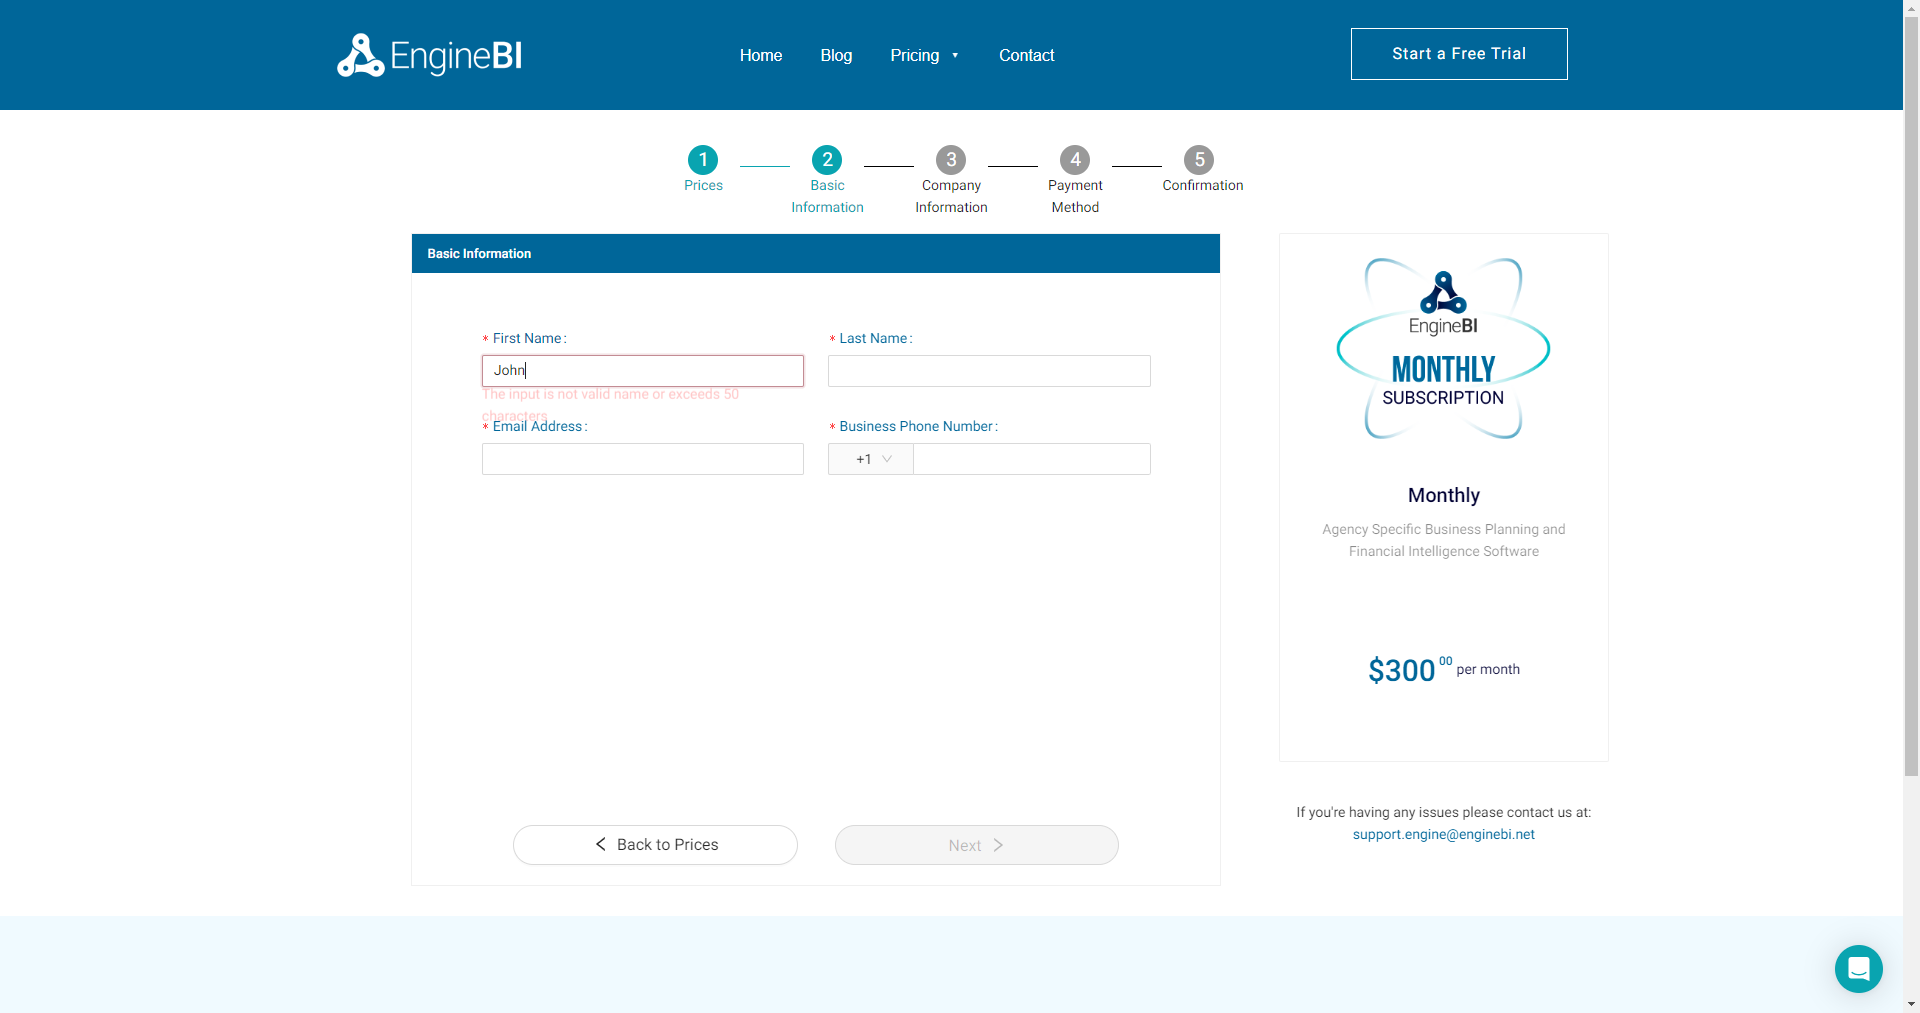 EngineBI
Home
Blog
Pricing
Contact
Start a Free Trial
1
Prices
2
Basic
Information
3
Company
Information
4
Payment
Method
5
Confirmation
Basic Information
* First Name :
John
The input is not valid name or exceeds 50
characters
* Last Name :
* Email Address :
* Business Phone Number :
+1
Back to Prices
Next
EngineBI
MONTHLY
SUBSCRIPTION
Monthly
Agency Specific Business Planning and
Financial Intelligence Software
$300 00 per month
If you're having any issues please contact us at:
support.engine@enginebi.net